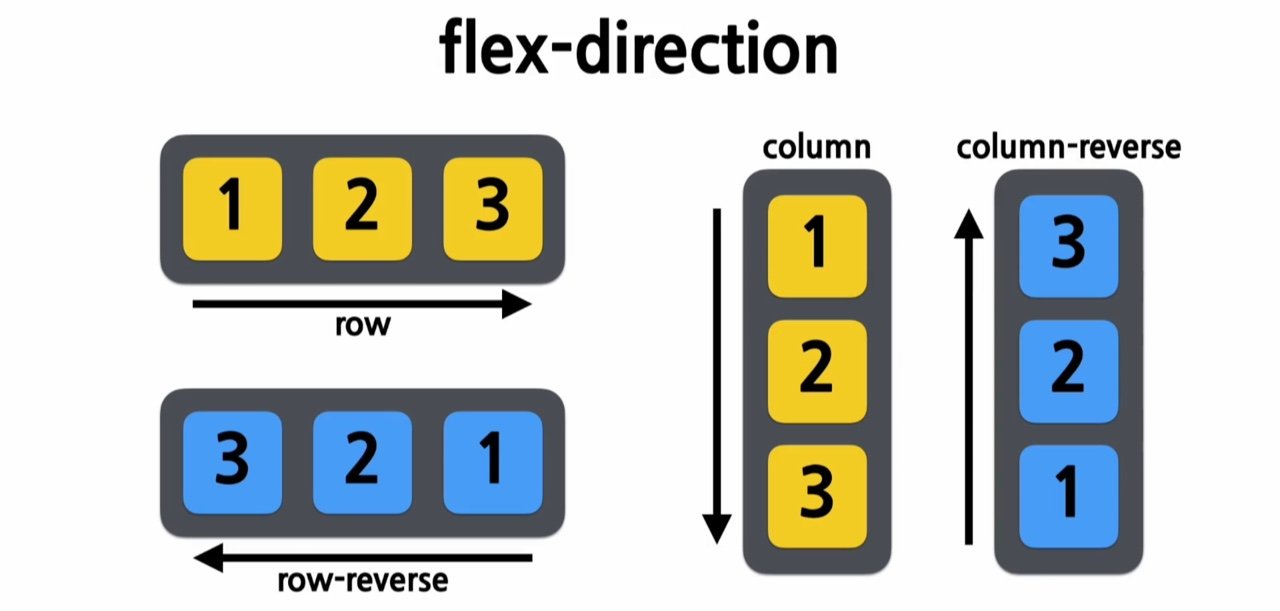 flex-direction
1 2 3
row
3 2 1
row-reverse
column
1
2
3
column-reverse
3
2
1